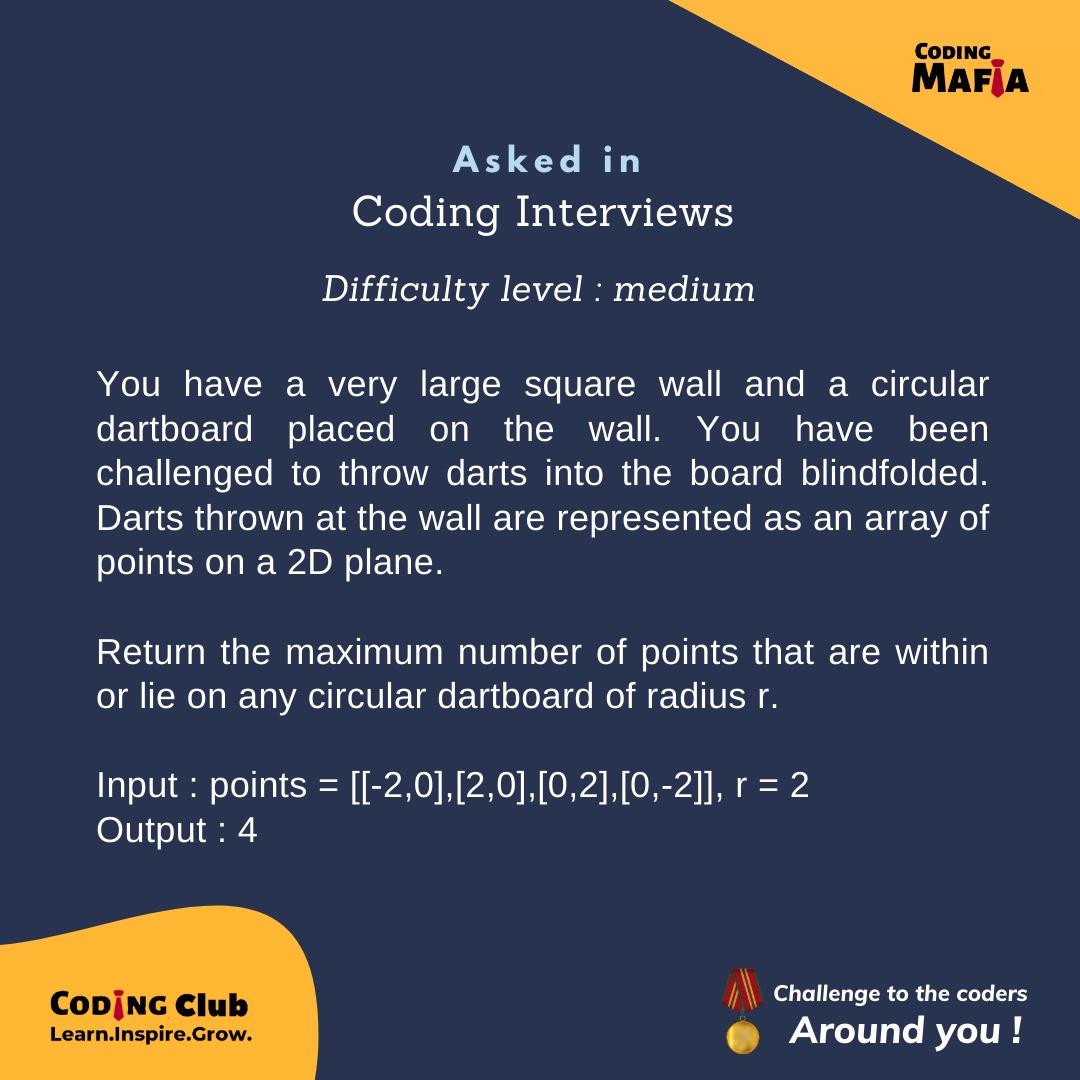 CODING
MAFIA
Asked in
Coding Interviews
Difficulty level : medium
You have a very large square wall and a circular
dartboard placed on the wall. You have been
challenged to throw darts into the board blindfolded.
Darts thrown at the wall are represented as an array of
points on a 2D plane.
Return the maximum number of points that are within
or lie on any circular dartboard of radius r.
Input : points = [[-2,0],[2,0],[0,2],[0,-2]], r = 2
Output : 4
CODING Club
Learn.Inspire.Grow.
Challenge to the coders
Around you !